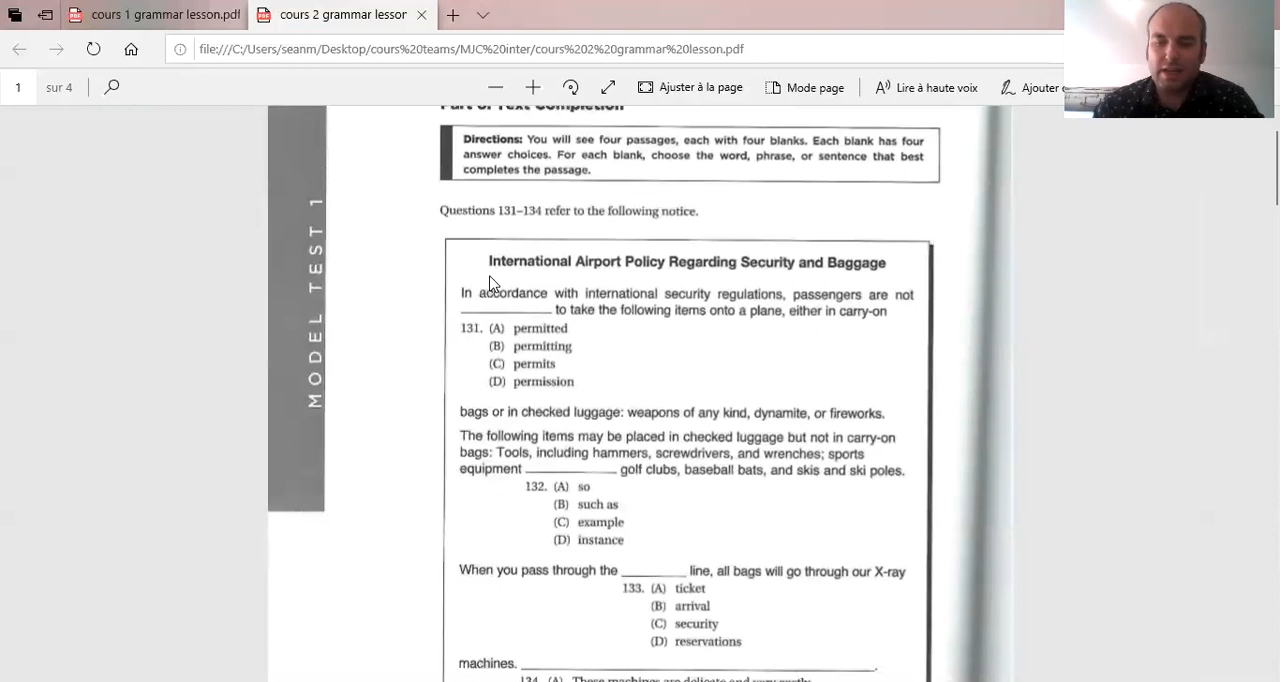 cours 1 grammar lesson.pdf
cours 2 grammar lesson
file:///C:/Users/seanm/Desktop/cours%20teams/MJC%20inter/cours%202%20grammar%20lesson.pdf
1 sur 4
Ajuster à la page
Mode page
Lire à haute voix
Ajouter
MODEL TEST 1
Directions: You will see four passages, each with four blanks. Each blank has four
answer choices. For each blank, choose the word, phrase, or sentence that best
completes the passage.
Questions 131–134 refer to the following notice.
International Airport Policy Regarding Security and Baggage
In accordance with international security regulations, passengers are not
____________ to take the following items onto a plane, either in carry-on
131. (A) permitted
(B) permitting
(C) permits
(D) permission
bags or in checked luggage: weapons of any kind, dynamite, or fireworks.
The following items may be placed in checked luggage but not in carry-on
bags: Tools, including hammers, screwdrivers, and wrenches; sports
equipment ____________ golf clubs, baseball bats, and skis and ski poles.
132. (A) so
(B) such as
(C) example
(D) instance
When you pass through the ________ line, all bags will go through our X-ray
133. (A) ticket
(B) arrival
(C) security
(D) reservations
machines. ____________.